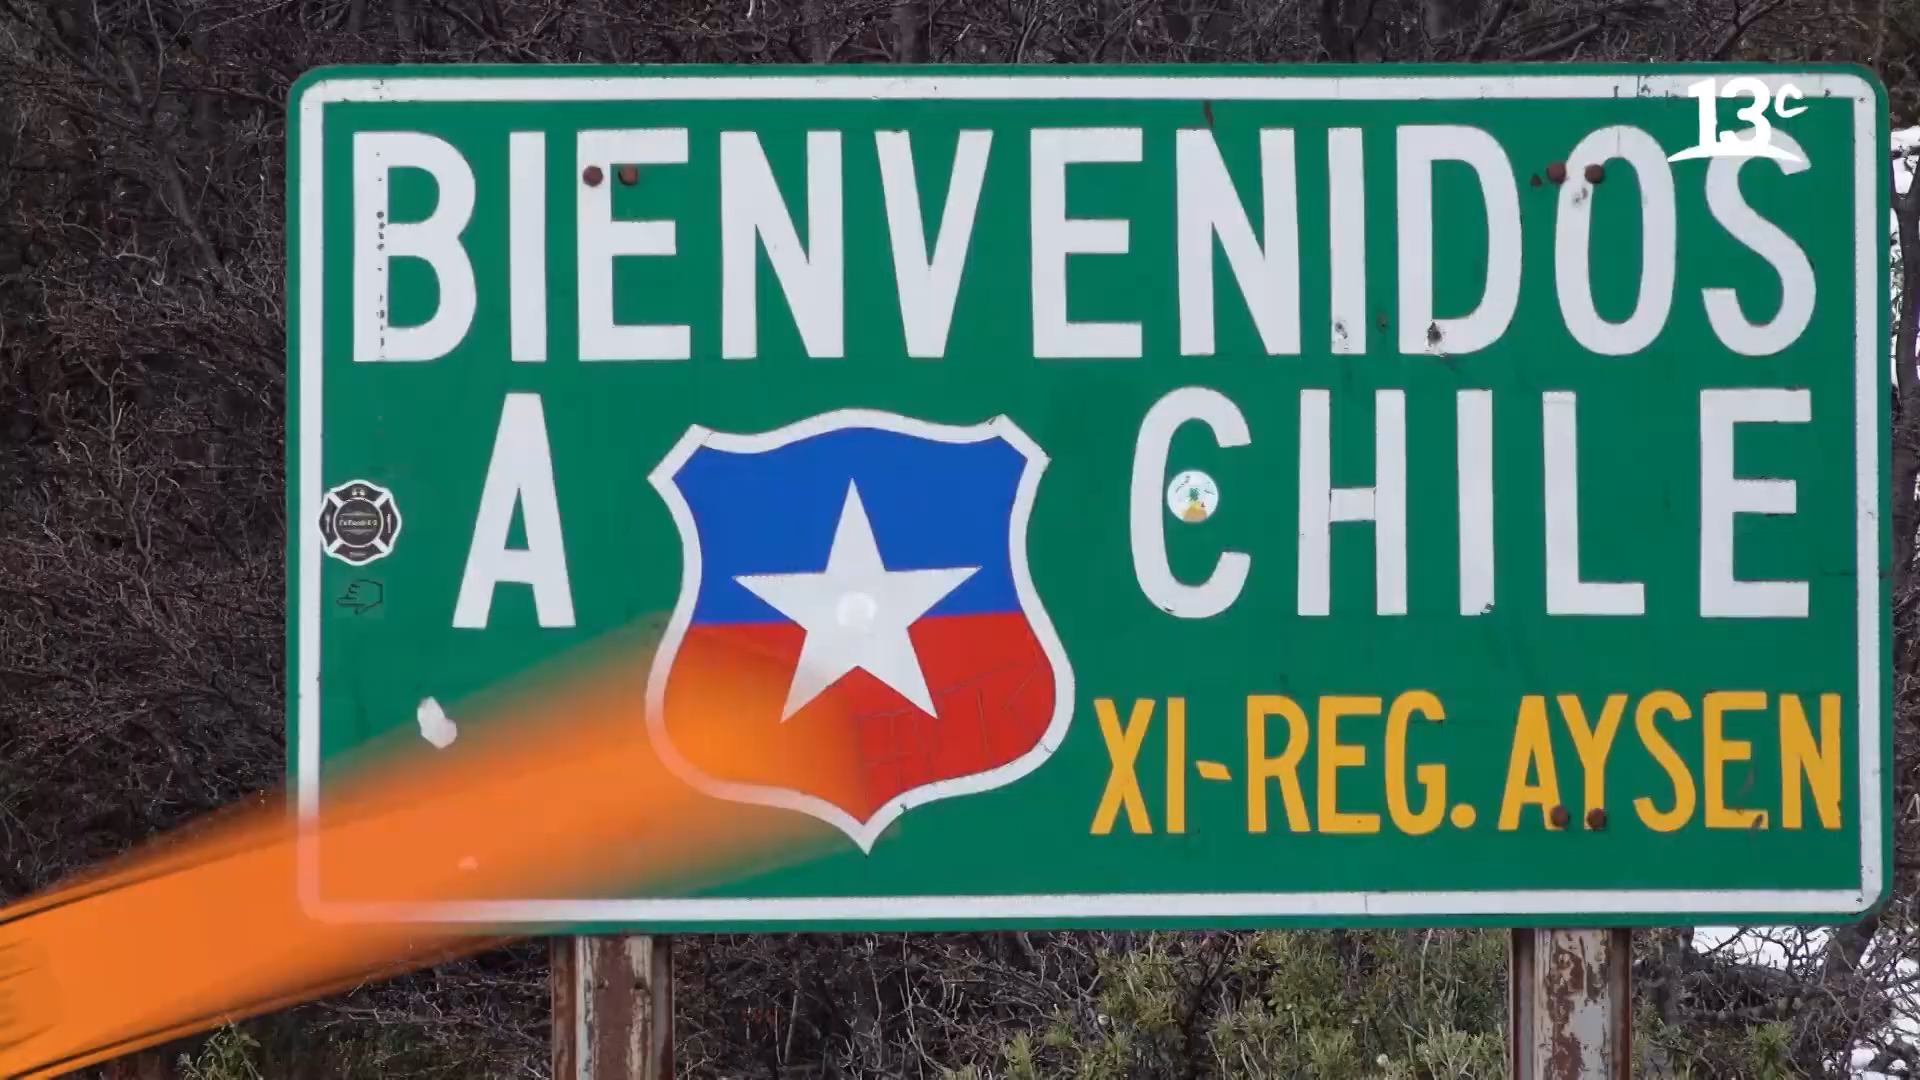 13c
BIENVENIDOS
A CHILE
XI-REG. AYSEN